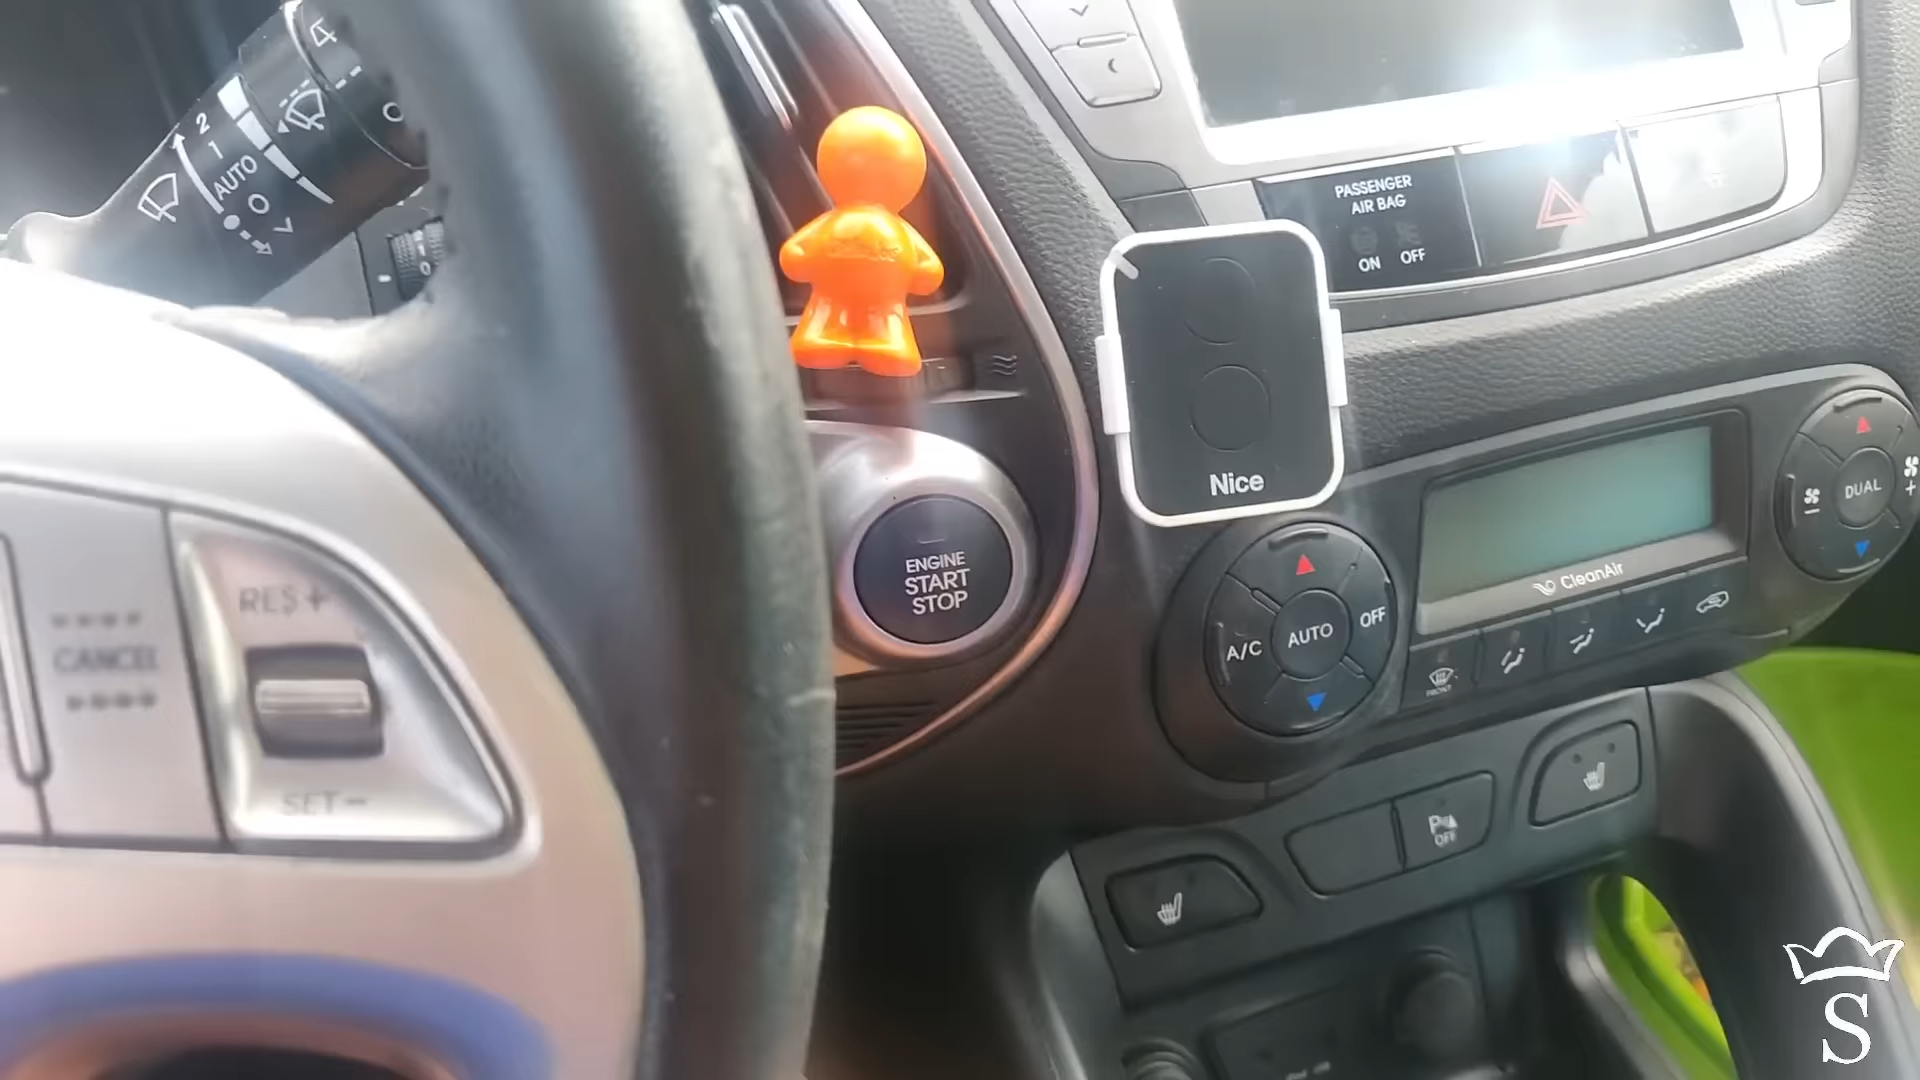 4
2
1
AUTO
O
O
O
PASSENGER
AIR BAG
ON OFF
Nice
ENGINE
START
STOP
RES+
CANCEL
SET-
A/C
AUTO
OFF
CleanAir
DUAL
FRONT
P
OFF
S